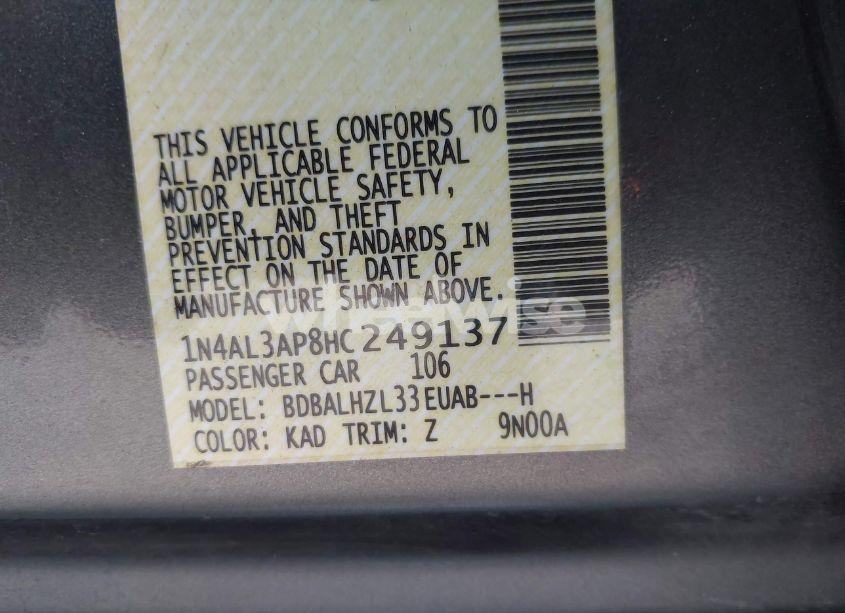 THIS VEHICLE CONFORMS TO
ALL APPLICABLE FEDERAL
MOTOR VEHICLE SAFETY,
BUMPER, AND THEFT
PREVENTION STANDARDS IN
EFFECT ON THE DATE OF
MANUFACTURE SHOWN ABOVE.
1N4AL3AP8HC249137
PASSENGER CAR 106
MODEL: BDBALHZL33EUAB---H
COLOR: KAD TRIM: Z 9N00A